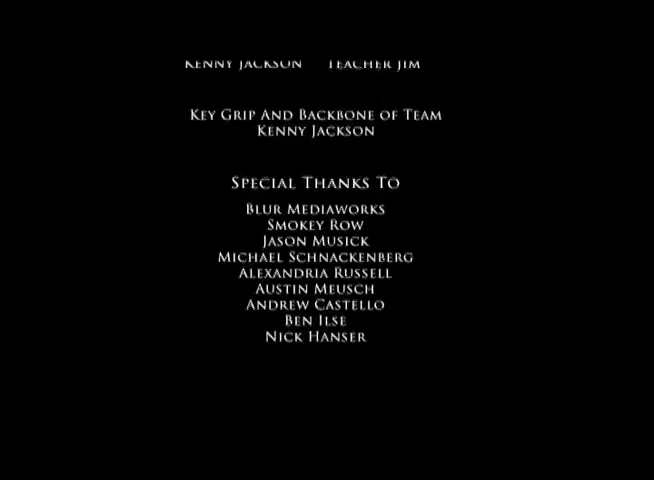 Kenny Jackson Teacher Jim
Key Grip And Backbone of Team
Kenny Jackson
Special Thanks To
Blur Mediaworks
Smokey Row
Jason Musick
Michael Schnackenberg
Alexandria Russell
Austin Meusch
Andrew Castello
Ben Ilse
Nick Hanser